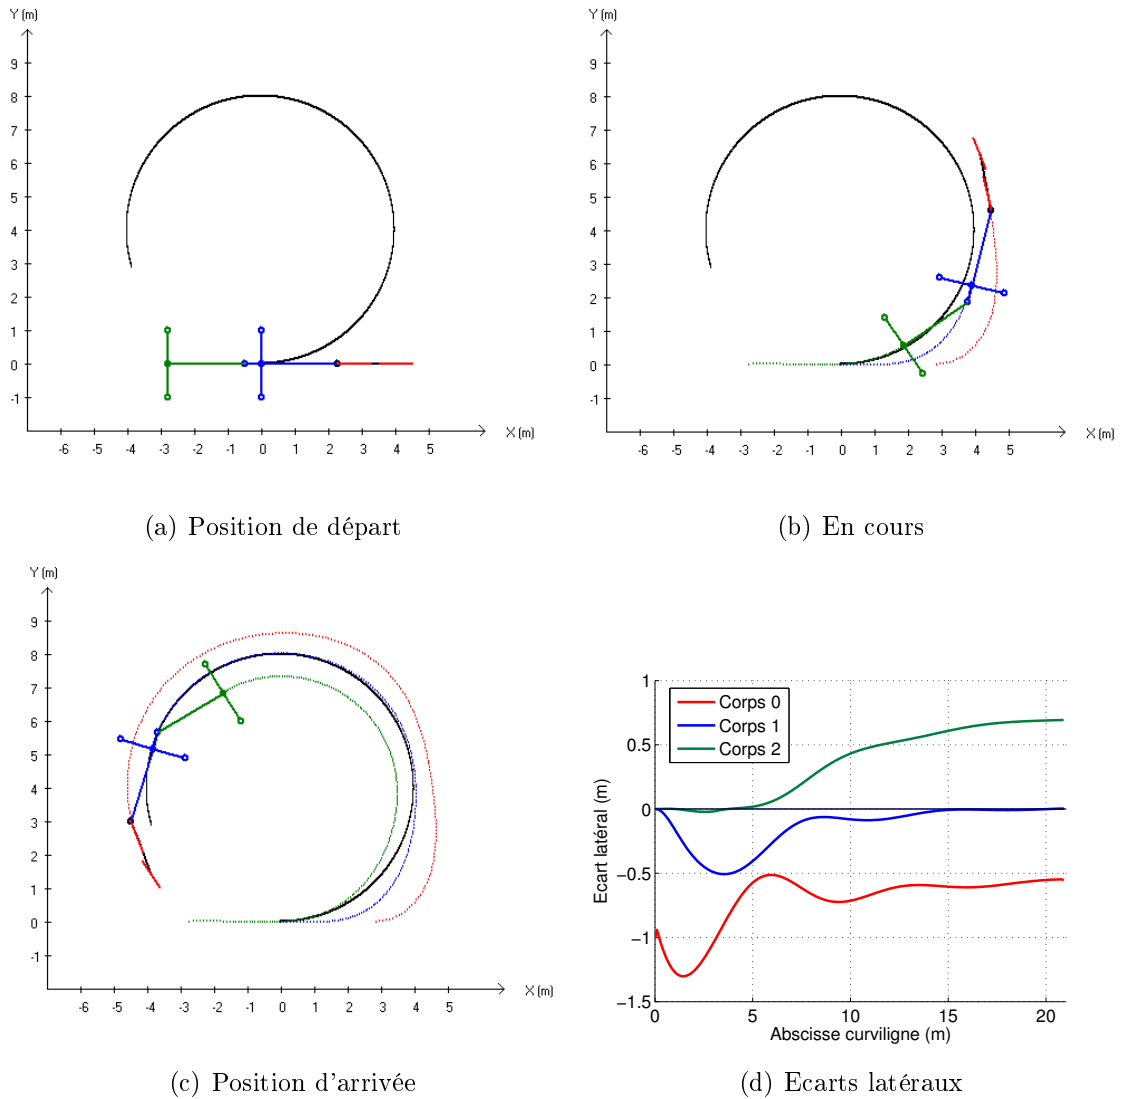 Y (m)
9
8
7
6
5
4
3
2
1
0
-1
-6 -5 -4 -3 -2 -1 0 1 2 3 4 5
X (m)
(a) Position de départ
Y (m)
9
8
7
6
5
4
3
2
1
0
-1
-6 -5 -4 -3 -2 -1 0 1 2 3 4 5
X (m)
(b) En cours
Y (m)
9
8
7
6
5
4
3
2
1
0
-1
-6 -5 -4 -3 -2 -1 0 1 2 3 4 5
X (m)
(c) Position d'arrivée
Ecart latéral (m)
1
0.5
0
−0.5
−1
−1.5
Corps 0
Corps 1
Corps 2
0 5 10 15 20
Abscisse curviligne (m)
(d) Ecarts latéraux